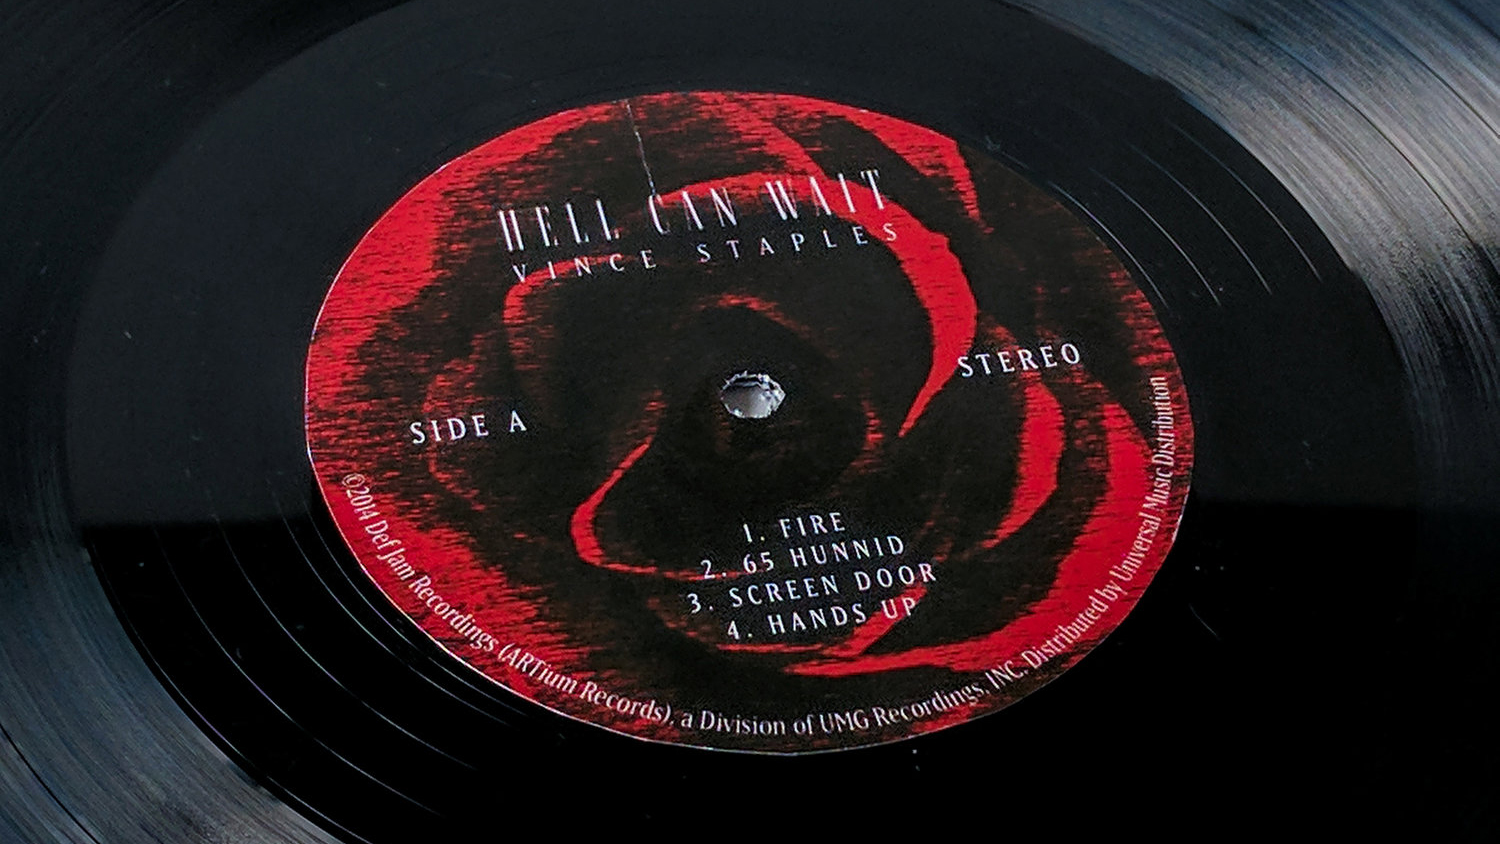 HELL CAN WAIT
VINCE STAPLES
STEREO
SIDE A
1. FIRE
2. 65 HUNNID
3. SCREEN DOOR
4. HANDS UP
©2014 Def Jam Recordings (ARTium Records), a Division of UMG Recordings, INC. Distributed by Universal Music Distribution